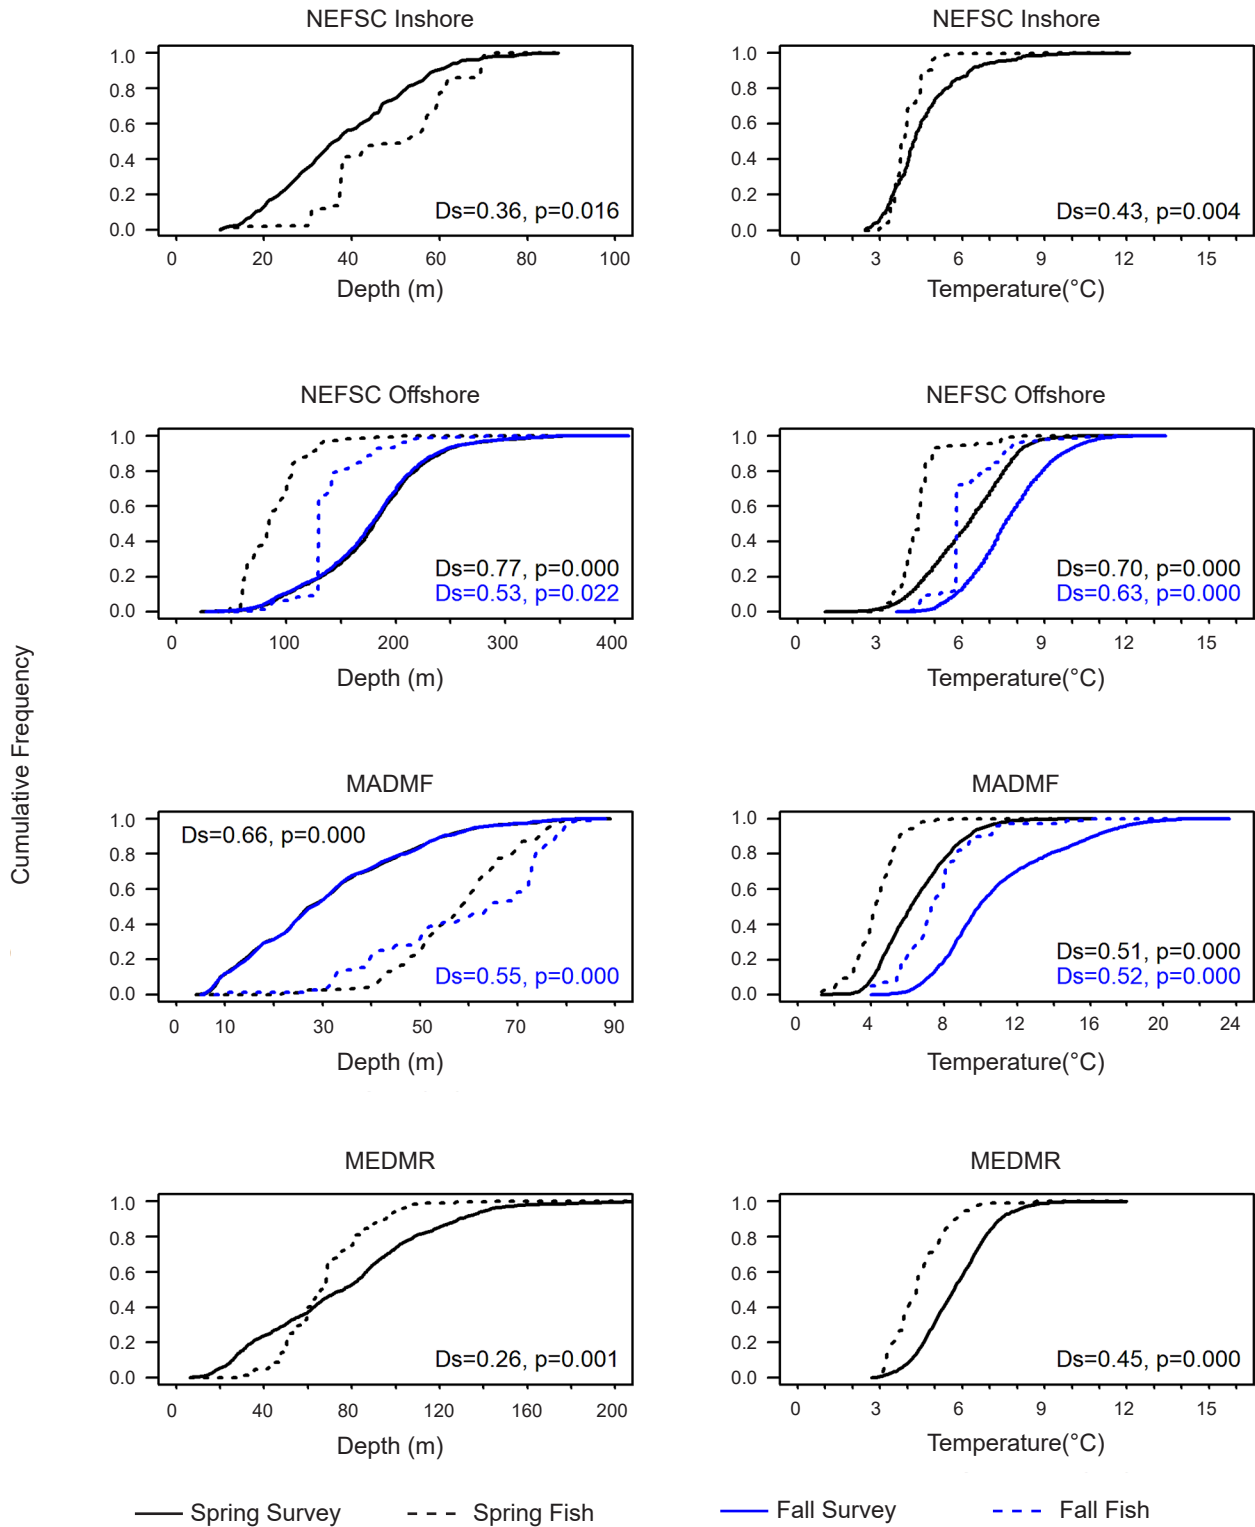 Cumulative Frequency
NEFSC Inshore
1.0
0.8
0.6
0.4
0.2
0.0
Ds=0.36, p=0.016
0 20 40 60 80 100
Depth (m)
NEFSC Inshore
1.0
0.8
0.6
0.4
0.2
0.0
Ds=0.43, p=0.004
0 3 6 9 12 15
Temperature(°C)
NEFSC Offshore
1.0
0.8
0.6
0.4
0.2
0.0
Ds=0.77, p=0.000
Ds=0.53, p=0.022
0 100 200 300 400
Depth (m)
NEFSC Offshore
1.0
0.8
0.6
0.4
0.2
0.0
Ds=0.70, p=0.000
Ds=0.63, p=0.000
0 3 6 9 12 15
Temperature(°C)
MADMF
1.0
0.8
0.6
0.4
0.2
0.0
Ds=0.66, p=0.000
Ds=0.55, p=0.000
0 10 30 50 70 90
Depth (m)
MADMF
1.0
0.8
0.6
0.4
0.2
0.0
Ds=0.51, p=0.000
Ds=0.52, p=0.000
0 4 8 12 16 20 24
Temperature(°C)
MEDMR
1.0
0.8
0.6
0.4
0.2
0.0
Ds=0.26, p=0.001
0 40 80 120 160 200
Depth (m)
MEDMR
1.0
0.8
0.6
0.4
0.2
0.0
Ds=0.45, p=0.000
0 3 6 9 12 15
Temperature(°C)
Spring Survey Spring Fish Fall Survey Fall Fish